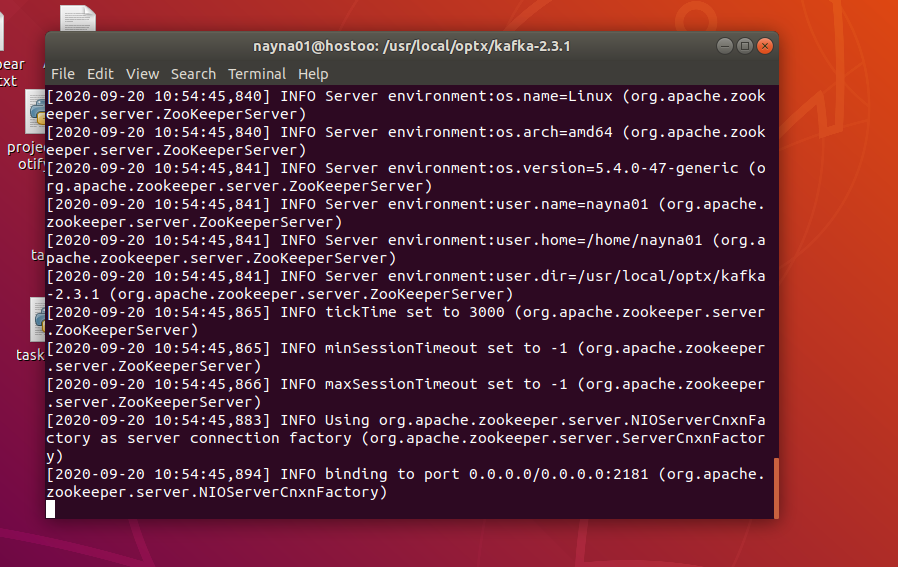 nayna01@hostoo: /usr/local/optx/kafka-2.3.1
File Edit View Search Terminal Help
[2020-09-20 10:54:45,840] INFO Server environment:os.name=Linux (org.apache.zook
eeper.server.ZooKeeperServer)
[2020-09-20 10:54:45,840] INFO Server environment:os.arch=amd64 (org.apache.zook
eeper.server.ZooKeeperServer)
[2020-09-20 10:54:45,841] INFO Server environment:os.version=5.4.0-47-generic (o
rg.apache.zookeeper.server.ZooKeeperServer)
[2020-09-20 10:54:45,841] INFO Server environment:user.name=nayna01 (org.apache.
zookeeper.server.ZooKeeperServer)
[2020-09-20 10:54:45,841] INFO Server environment:user.home=/home/nayna01 (org.a
pache.zookeeper.server.ZooKeeperServer)
[2020-09-20 10:54:45,841] INFO Server environment:user.dir=/usr/local/optx/kafka
-2.3.1 (org.apache.zookeeper.server.ZooKeeperServer)
[2020-09-20 10:54:45,865] INFO tickTime set to 3000 (org.apache.zookeeper.server
.ZooKeeperServer)
[2020-09-20 10:54:45,865] INFO minSessionTimeout set to -1 (org.apache.zookeeper
.server.ZooKeeperServer)
[2020-09-20 10:54:45,866] INFO maxSessionTimeout set to -1 (org.apache.zookeeper
.server.ZooKeeperServer)
[2020-09-20 10:54:45,883] INFO Using org.apache.zookeeper.server.NIOServerCnxnFa
ctory as server connection factory (org.apache.zookeeper.server.ServerCnxnFactor
y)
[2020-09-20 10:54:45,894] INFO binding to port 0.0.0.0/0.0.0.0:2181 (org.apache.
zookeeper.server.NIOServerCnxnFactory)
ear
txt
proje
otify
ta
task